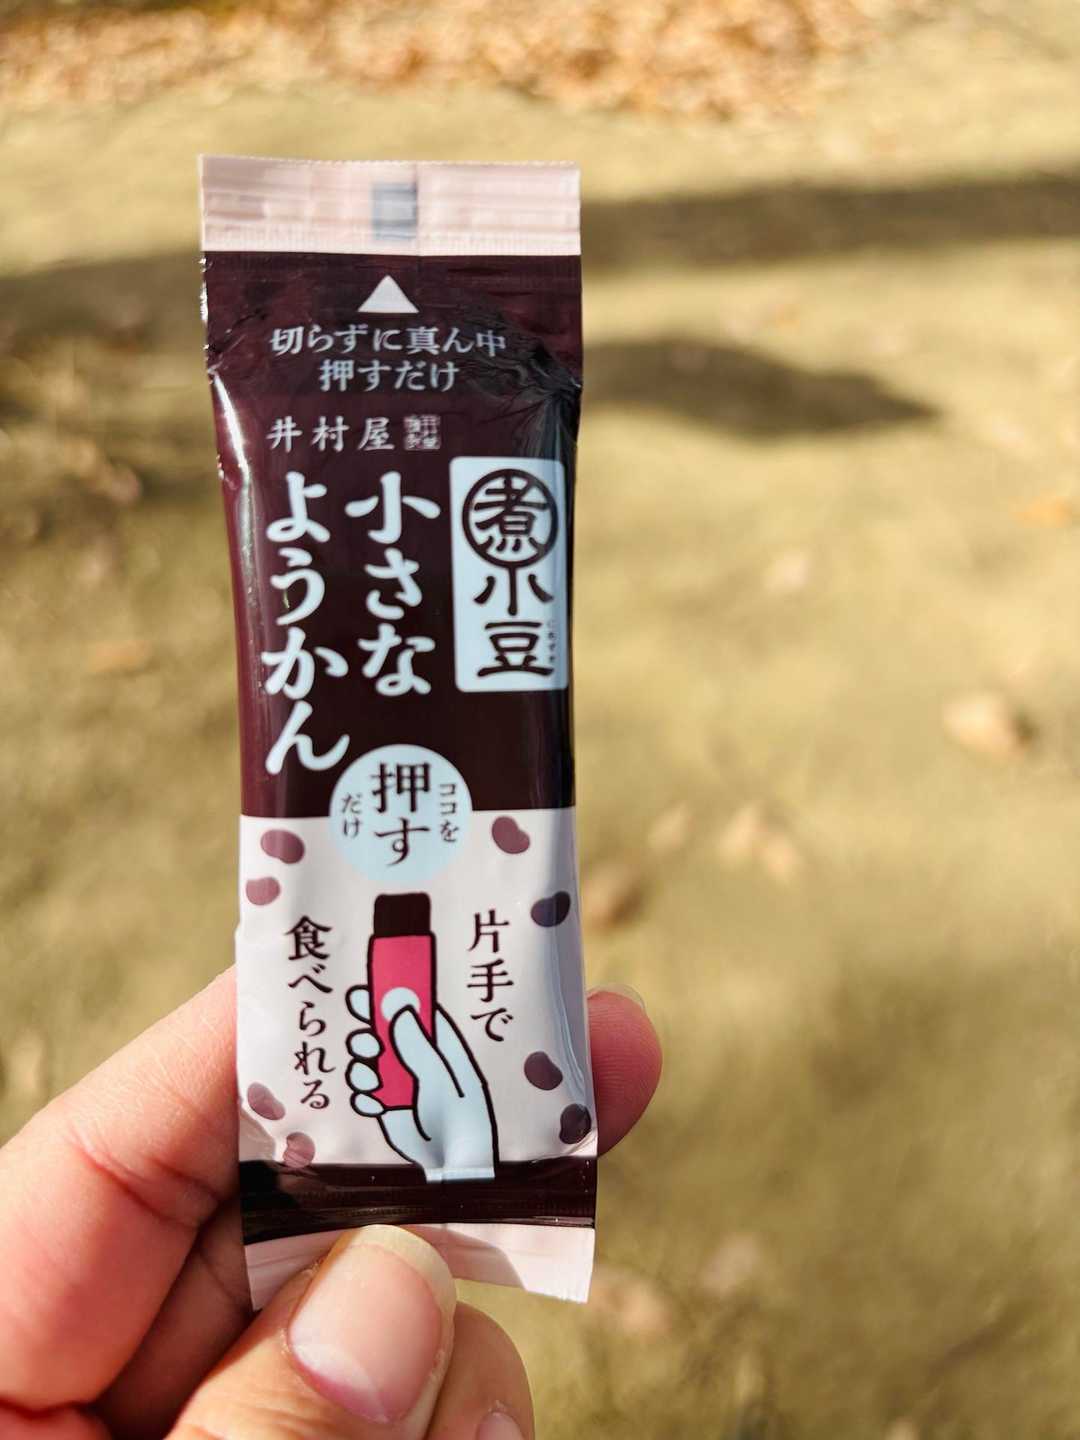 切らずに真ん中
押すだけ
井村屋
煮小豆
にあずき
小さな
ようかん
ココを
押す
だけ
片手で
食べられる